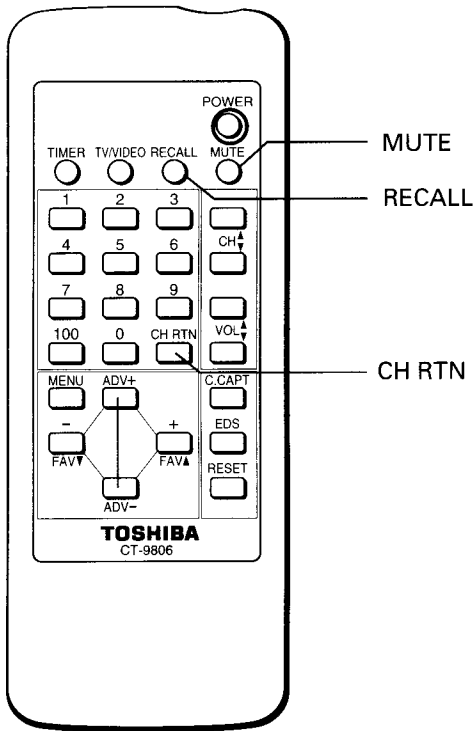 POWER
TIMER TV/VIDEO RECALL MUTE
MUTE
RECALL
1 2 3
CH▲▼
4 5 6
7 8 9
VOL▲▼
100 0 CH RTN
CH RTN
MENU ADV+ C.CAPT
− + EDS
FAV▼ FAV▲
RESET
ADV−
TOSHIBA
CT-9806